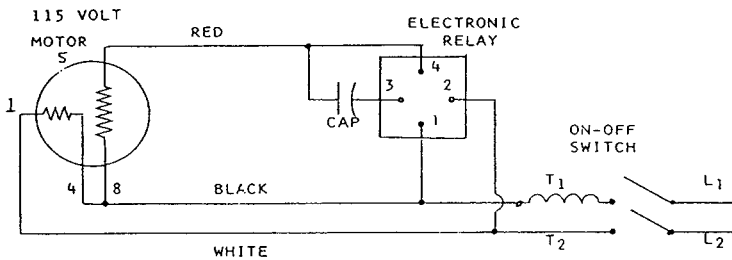 115 VOLT
MOTOR
5
RED
ELECTRONIC
RELAY
4
3
2
1
CAP
1
4
8
BLACK
WHITE
ON-OFF
SWITCH
T1
L1
T2
L2